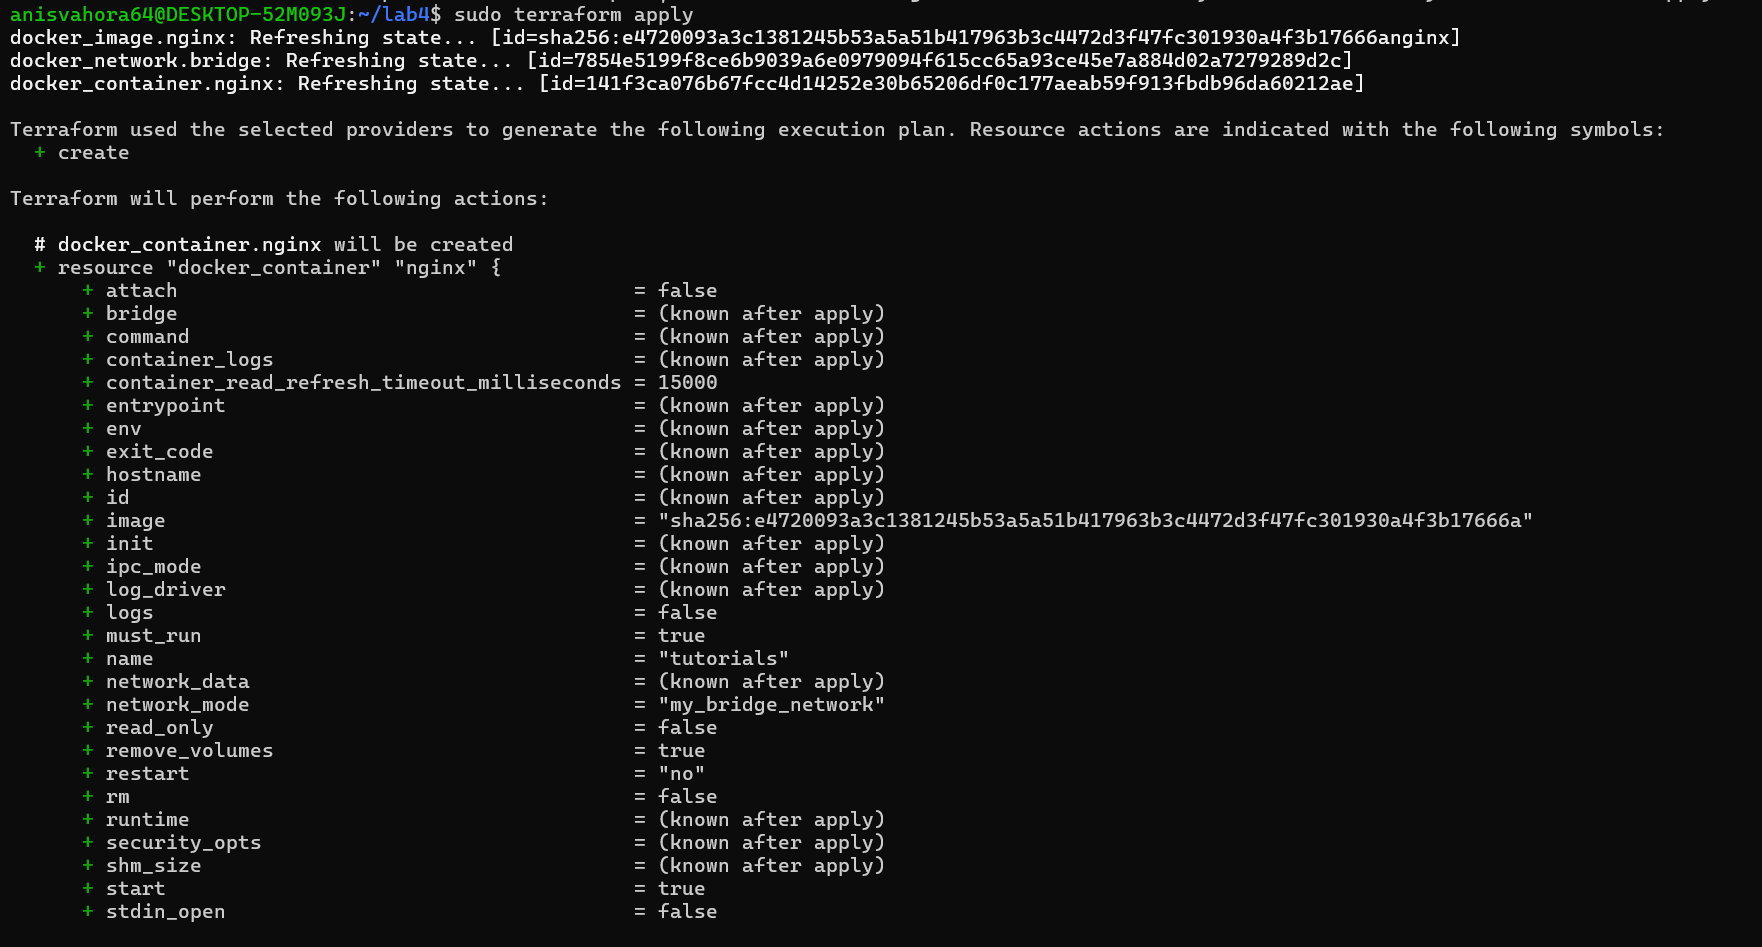 anisvahora64@DESKTOP-52M093J:~/lab4$ sudo terraform apply
docker_image.nginx: Refreshing state... [id=sha256:e4720093a3c1381245b53a5a51b417963b3c4472d3f47fc301930a4f3b17666anginx]
docker_network.bridge: Refreshing state... [id=7854e5199f8ce6b9039a6e0979094f615cc65a93ce45e7a884d02a7279289d2c]
docker_container.nginx: Refreshing state... [id=141f3ca076b67fcc4d14252e30b65206df0c177aeab59f913fbdb96da60212ae]
Terraform used the selected providers to generate the following execution plan. Resource actions are indicated with the following symbols:
+ create
Terraform will perform the following actions:
# docker_container.nginx will be created
+ resource "docker_container" "nginx" {
+ attach = false
+ bridge = (known after apply)
+ command = (known after apply)
+ container_logs = (known after apply)
+ container_read_refresh_timeout_milliseconds = 15000
+ entrypoint = (known after apply)
+ env = (known after apply)
+ exit_code = (known after apply)
+ hostname = (known after apply)
+ id = (known after apply)
+ image = "sha256:e4720093a3c1381245b53a5a51b417963b3c4472d3f47fc301930a4f3b17666a"
+ init = (known after apply)
+ ipc_mode = (known after apply)
+ log_driver = (known after apply)
+ logs = false
+ must_run = true
+ name = "tutorials"
+ network_data = (known after apply)
+ network_mode = "my_bridge_network"
+ read_only = false
+ remove_volumes = true
+ restart = "no"
+ rm = false
+ runtime = (known after apply)
+ security_opts = (known after apply)
+ shm_size = (known after apply)
+ start = true
+ stdin_open = false